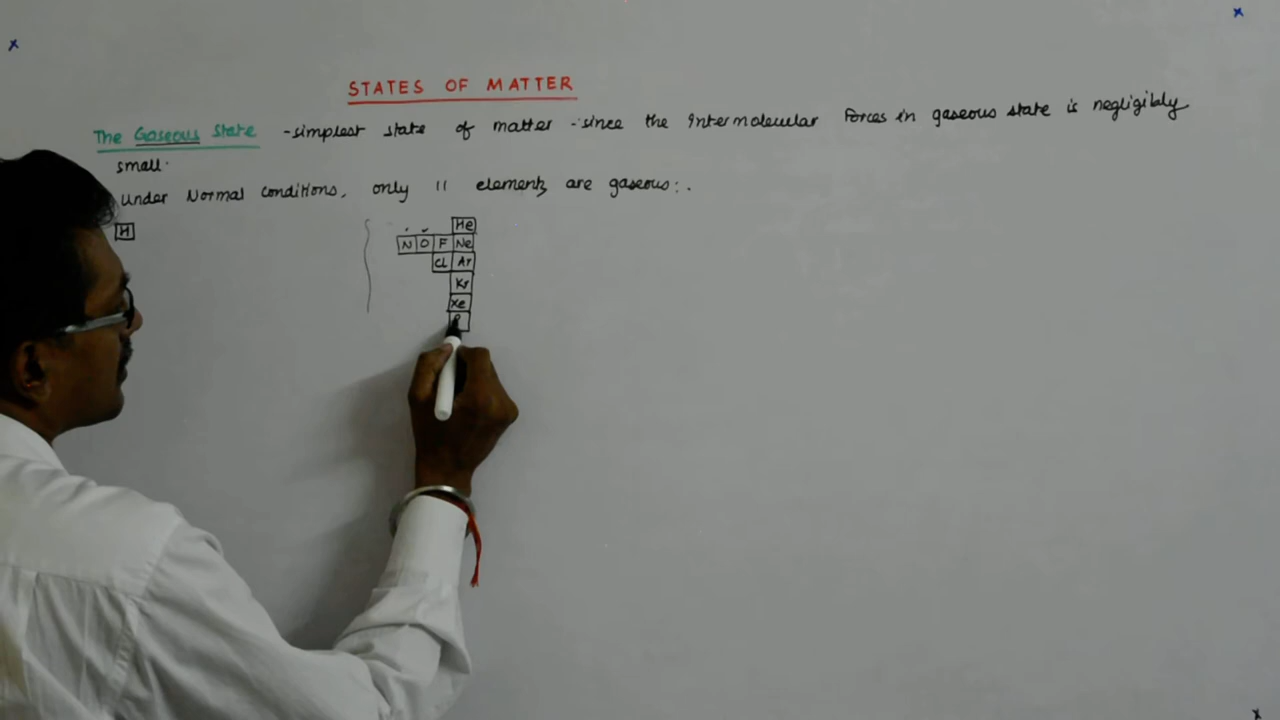 STATES OF MATTER
The Gaseous State - simplest state of matter - since the Intermolecular Forces in gaseous state is negligibly
small.
Under Normal conditions, only 11 elements are gaseous:.
H He
N O F Ne
Cl Ar
Kr
Xe